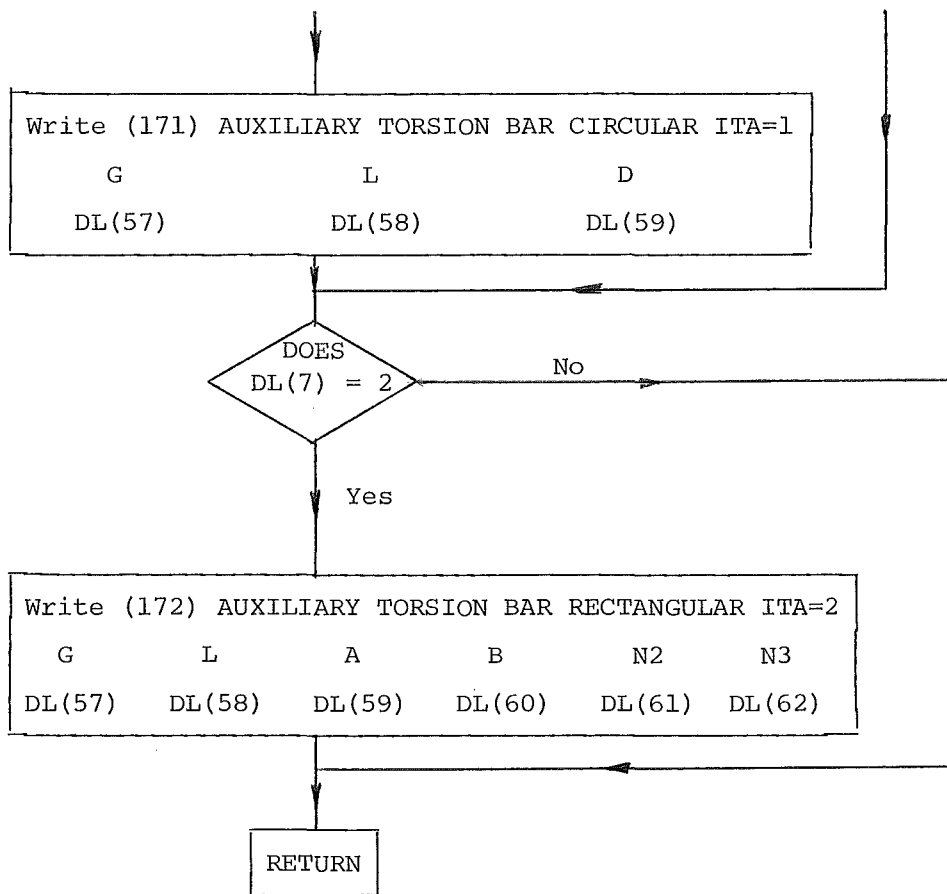 Write (171) AUXILIARY TORSION BAR CIRCULAR ITA=1
G L D
DL(57) DL(58) DL(59)
DOES
DL(7) = 2
No
Yes
Write (172) AUXILIARY TORSION BAR RECTANGULAR ITA=2
G L A B N2 N3
DL(57) DL(58) DL(59) DL(60) DL(61) DL(62)
RETURN